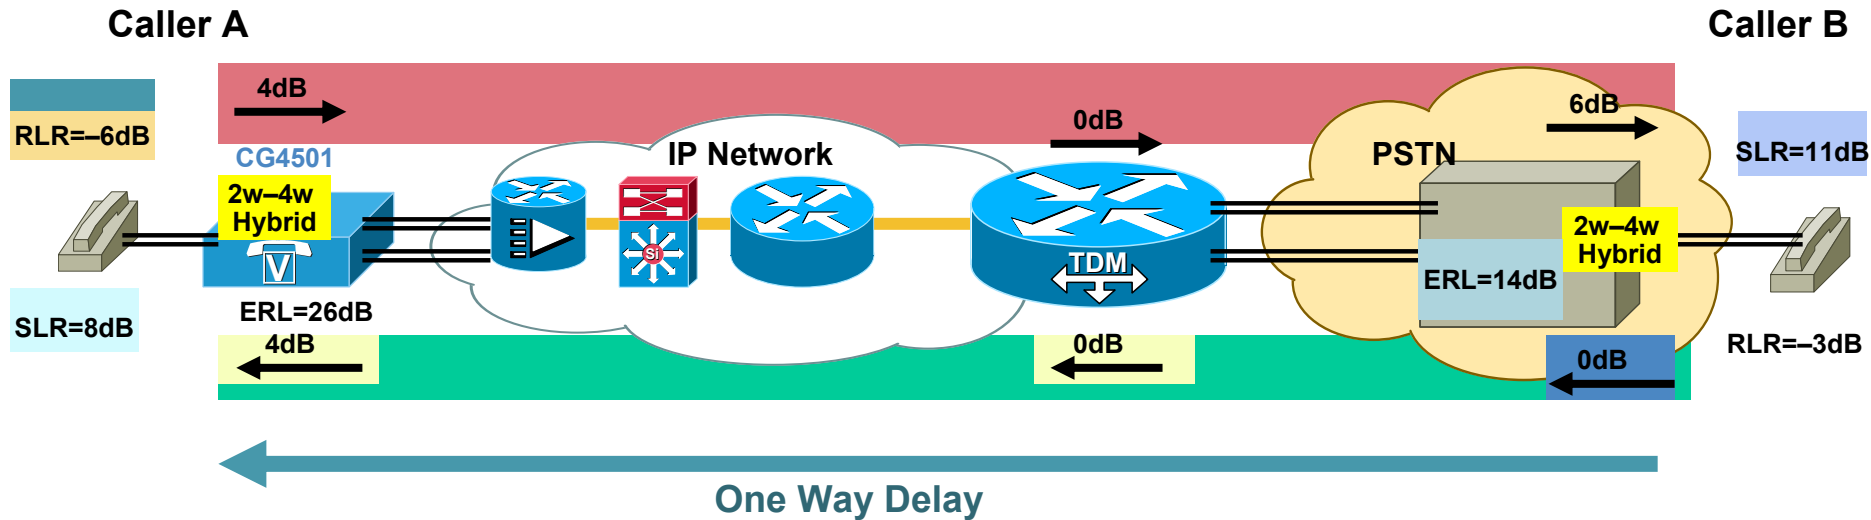 Caller A
Caller B
4dB
0dB
6dB
RLR=–6dB
CG4501
IP Network
PSTN
SLR=11dB
2w–4w
Hybrid
V
Si
TDM
2w–4w
Hybrid
ERL=14dB
SLR=8dB
ERL=26dB
4dB
0dB
0dB
RLR=–3dB
One Way Delay